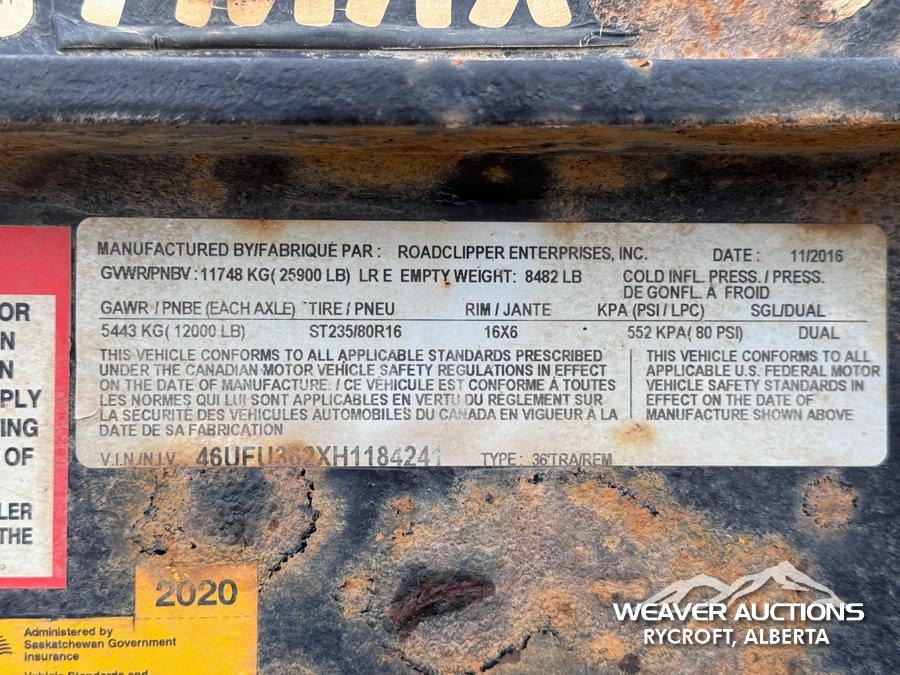 MANUFACTURED BY/FABRIQUÉ PAR : ROADCLIPPER ENTERPRISES, INC. DATE : 11/2016
GVWR/PNBV : 11748 KG( 25900 LB) LR E EMPTY WEIGHT: 8482 LB COLD INFL. PRESS. / PRESS.
DE GONFL. À FROID
GAWR / PNBE (EACH AXLE) TIRE / PNEU RIM / JANTE KPA (PSI / LPC) SGL/DUAL
5443 KG( 12000 LB) ST235/80R16 16X6 552 KPA( 80 PSI) DUAL
THIS VEHICLE CONFORMS TO ALL APPLICABLE STANDARDS PRESCRIBED
UNDER THE CANADIAN MOTOR VEHICLE SAFETY REGULATIONS IN EFFECT
ON THE DATE OF MANUFACTURE. / CE VÉHICULE EST CONFORME À TOUTES
LES NORMES QUI LUI SONT APPLICABLES EN VERTU DU RÈGLEMENT SUR
LA SÉCURITÉ DES VÉHICULES AUTOMOBILES DU CANADA EN VIGUEUR À LA
DATE DE SA FABRICATION
THIS VEHICLE CONFORMS TO ALL
APPLICABLE U.S. FEDERAL MOTOR
VEHICLE SAFETY STANDARDS IN
EFFECT ON THE DATE OF
MANUFACTURE SHOWN ABOVE
V.I.N./N.I.V. 46UFU362XH1184241 TYPE : 36'TRA/REM
OR
N
N
PLY
ING
OF
LER
THE
2020
Administered by
Saskatchewan Government
Insurance
Vehicle Standards and
WEAVER AUCTIONS
RYCROFT, ALBERTA